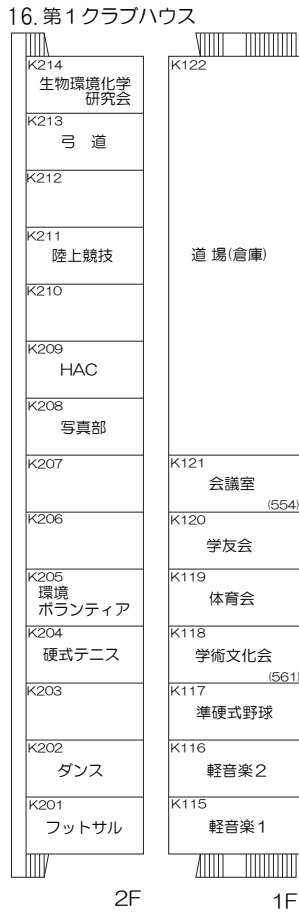 16.第1クラブハウス
K214
生物環境化学
研究会
K213
弓 道
K212
K211
陸上競技
K210
K209
HAC
K208
写真部
K207
K206
K205
環境
ボランティア
K204
硬式テニス
K203
K202
ダンス
K201
フットサル
2F
K122
道 場(倉庫)
K121
会議室
(554)
K120
学友会
K119
体育会
K118
学術文化会
(561)
K117
準硬式野球
K116
軽音楽2
K115
軽音楽1
1F